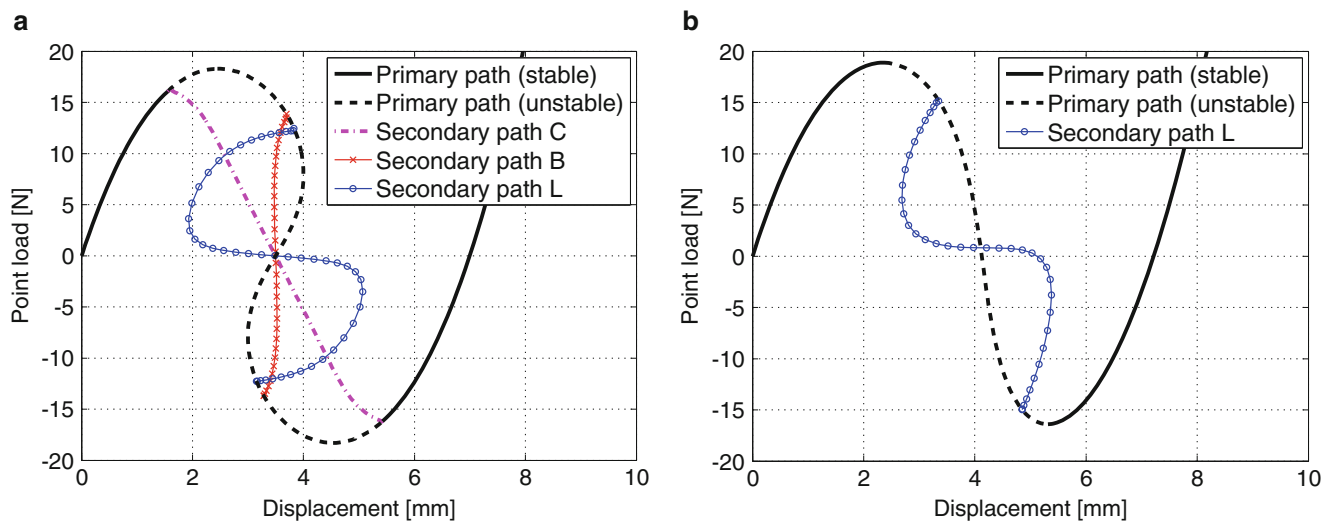 a
20
15
10
5
0
-5
-10
-15
-20
Point load [N]
Primary path (stable)
Primary path (unstable)
Secondary path C
Secondary path B
Secondary path L
0 2 4 6 8 10
Displacement [mm]
b
20
15
10
5
0
-5
-10
-15
-20
Point load [N]
Primary path (stable)
Primary path (unstable)
Secondary path L
0 2 4 6 8 10
Displacement [mm]